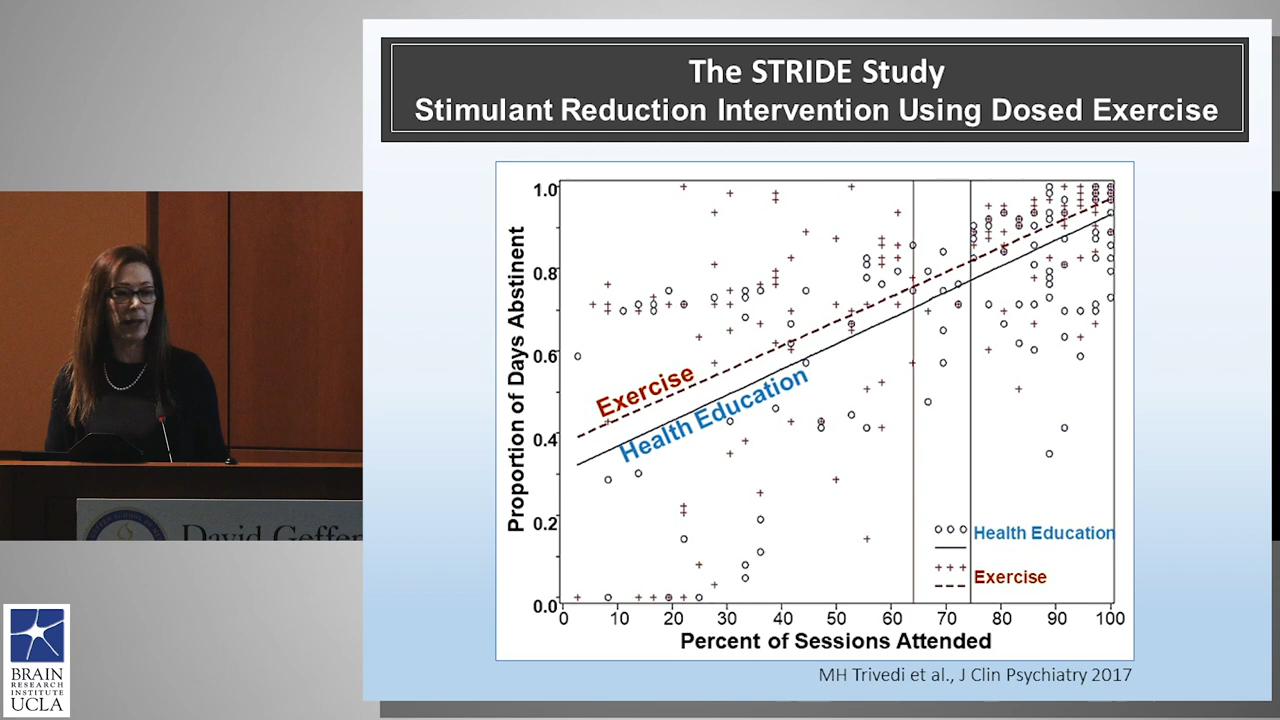 The STRIDE Study
Stimulant Reduction Intervention Using Dosed Exercise
Proportion of Days Abstinent
1.0
0.8
0.6
0.4
0.2
0.0
Exercise
Health Education
Health Education
Exercise
0 10 20 30 40 50 60 70 80 90 100
Percent of Sessions Attended
MH Trivedi et al., J Clin Psychiatry 2017
David Geffen
BRAIN
RESEARCH
INSTITUTE
UCLA